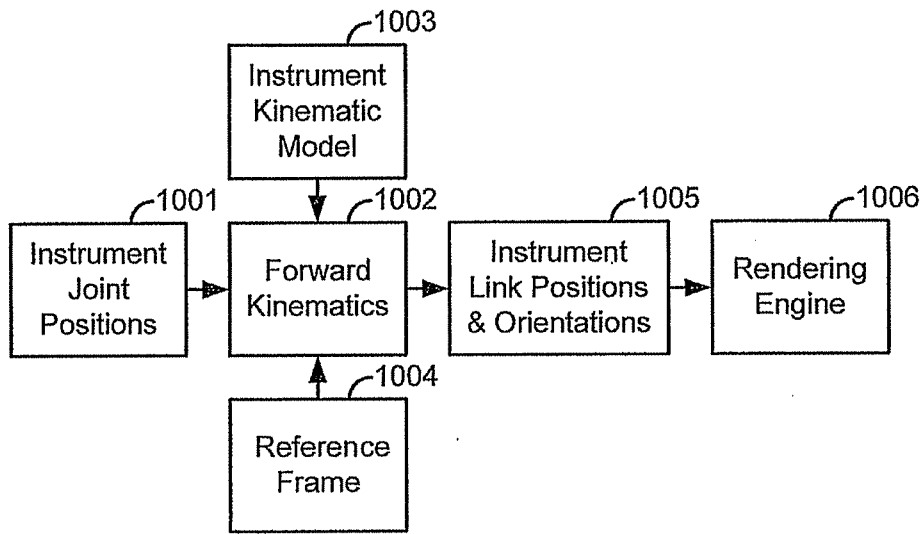 1003
Instrument
Kinematic
Model
1001
Instrument
Joint
Positions
1002
Forward
Kinematics
1005
Instrument
Link Positions
& Orientations
1006
Rendering
Engine
1004
Reference
Frame